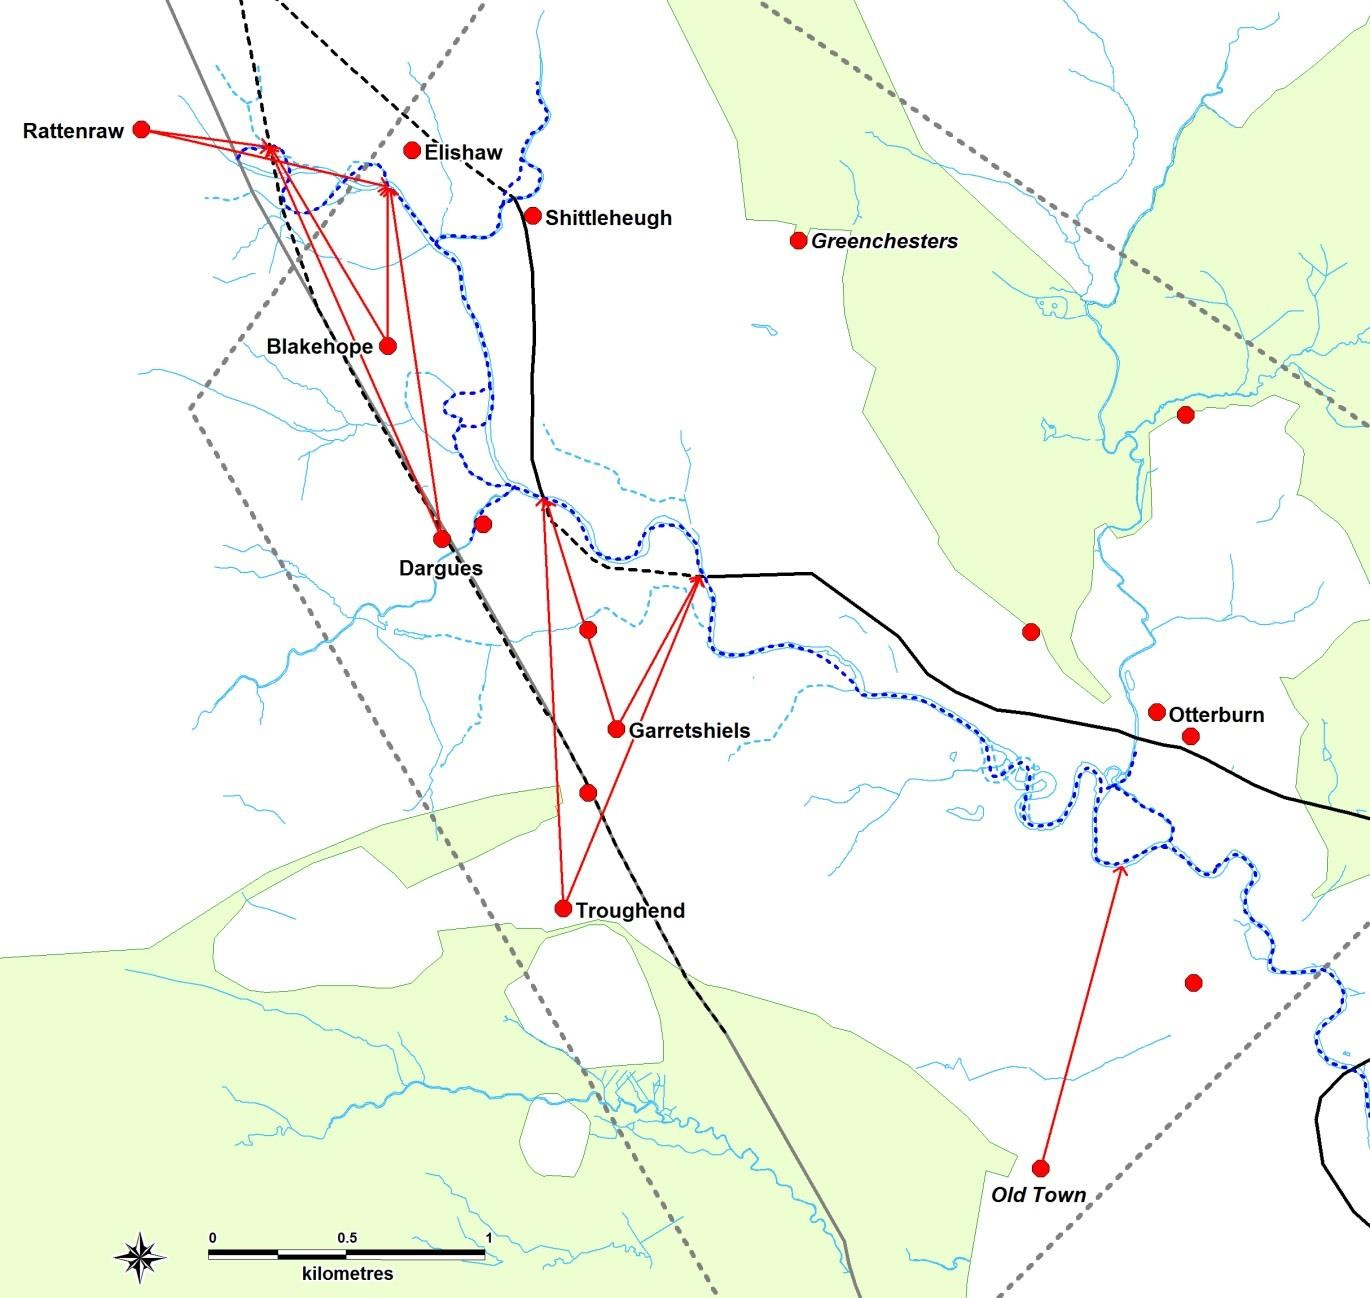 Rattenraw
Elishaw
Shittleheugh
Greenchesters
Blakehope
Dargues
Otterburn
Garretshiels
Troughend
Old Town
0 0.5 1
kilometres